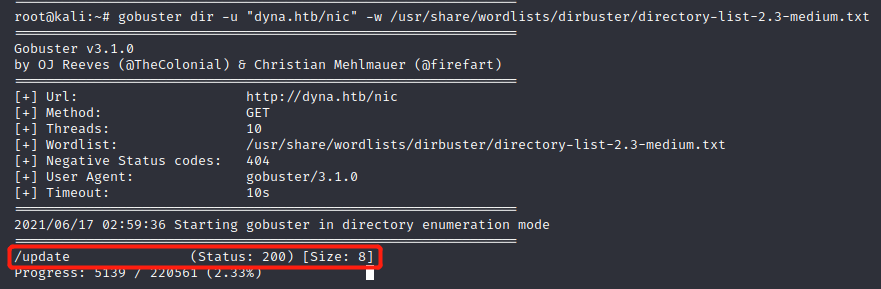 root@kali:~# gobuster dir -u "dyna.htb/nic" -w /usr/share/wordlists/dirbuster/directory-list-2.3-medium.txt
===============================================================
Gobuster v3.1.0
by OJ Reeves (@TheColonial) & Christian Mehlmauer (@firefart)
===============================================================
[+] Url:                     http://dyna.htb/nic
[+] Method:                  GET
[+] Threads:                 10
[+] Wordlist:                /usr/share/wordlists/dirbuster/directory-list-2.3-medium.txt
[+] Negative Status codes:   404
[+] User Agent:              gobuster/3.1.0
[+] Timeout:                 10s
===============================================================
2021/06/17 02:59:36 Starting gobuster in directory enumeration mode
===============================================================
/update               (Status: 200) [Size: 8]
Progress: 5139 / 220561 (2.33%)